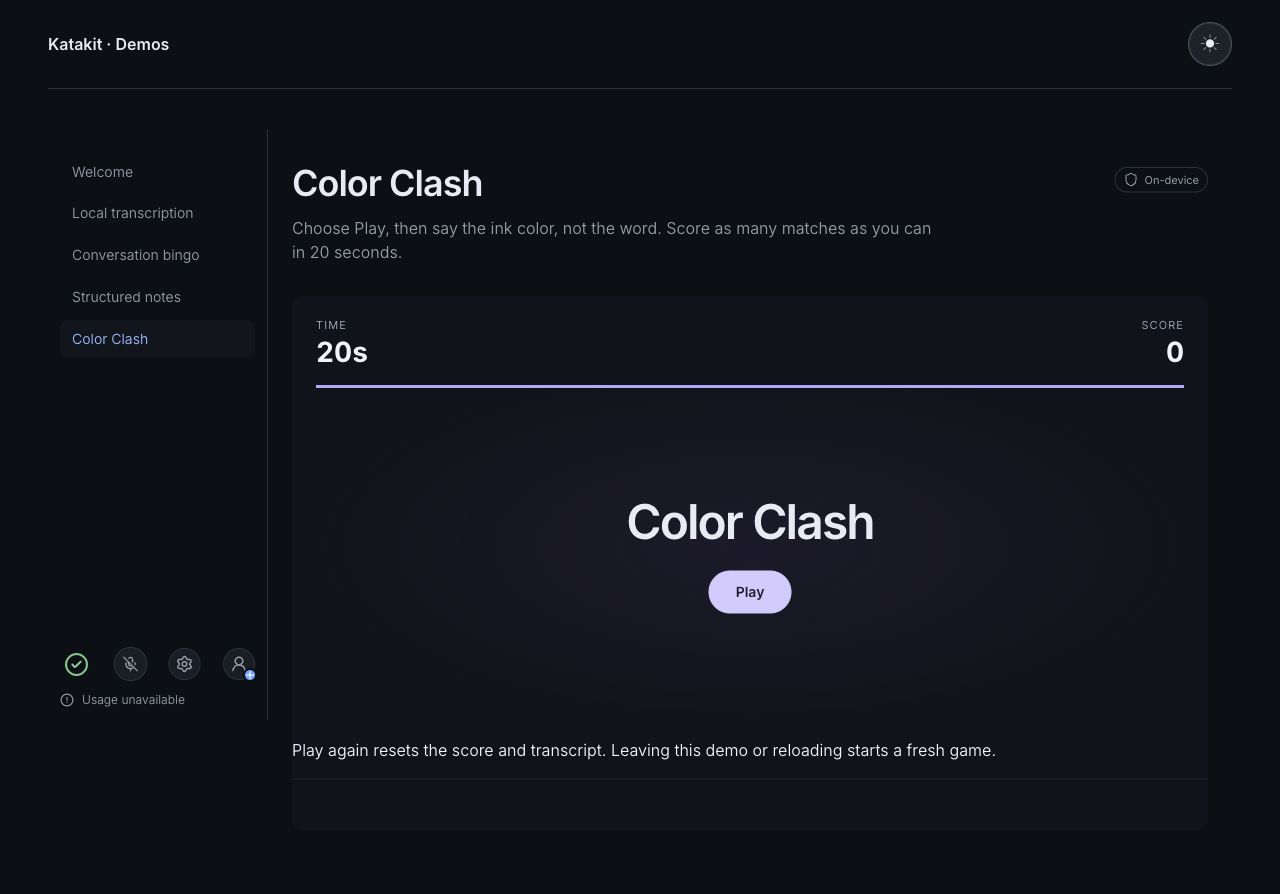 Katakit · Demos
Welcome
Local transcription
Conversation bingo
Structured notes
Color Clash
Usage unavailable
Color Clash
On-device
Choose Play, then say the ink color, not the word. Score as many matches as you can
in 20 seconds.
TIME
SCORE
20s
0
Color Clash
Play
Play again resets the score and transcript. Leaving this demo or reloading starts a fresh game.